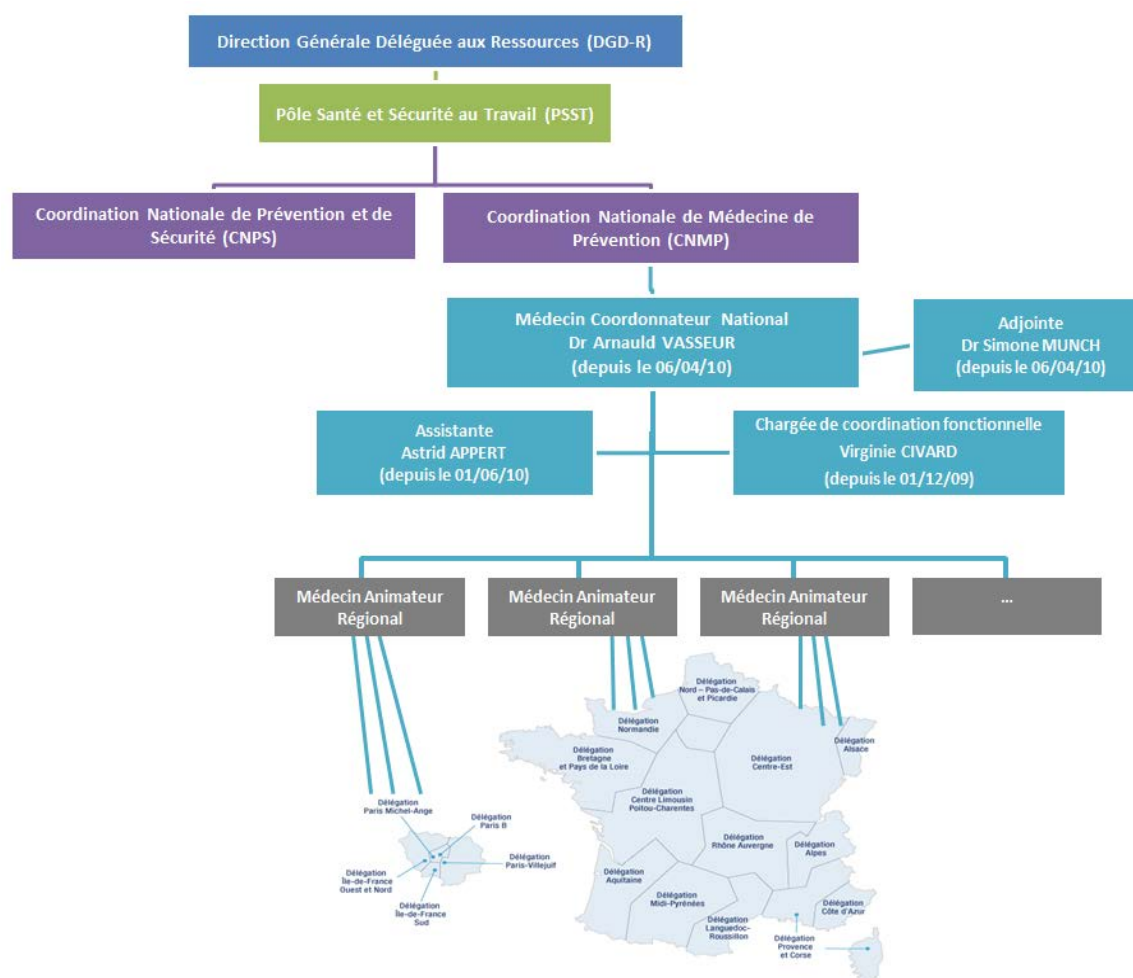 Direction Générale Déléguée aux Ressources (DGD-R)
Pôle Santé et Sécurité au Travail (PSST)
Coordination Nationale de Prévention et de
Sécurité (CNPS)
Coordination Nationale de Médecine de
Prévention (CNMP)
Médecin Coordonnateur National
Dr Arnauld VASSEUR
(depuis le 06/04/10)
Adjointe
Dr Simone MUNCH
(depuis le 06/04/10)
Assistante
Astrid APPERT
(depuis le 01/06/10)
Chargée de coordination fonctionnelle
Virginie CIVARD
(depuis le 01/12/09)
Médecin Animateur
Régional
Médecin Animateur
Régional
Médecin Animateur
Régional
...
Délégation
Nord – Pas-de-Calais
et Picardie
Délégation
Normandie
Délégation
Alsace
Délégation
Bretagne
et Pays de la Loire
Délégation
Centre-Est
Délégation
Centre Limousin
Poitou-Charentes
Délégation
Paris Michel-Ange
Délégation
Paris B
Délégation
Paris-Villejuif
Délégation
Île-de-France
Ouest et Nord
Délégation
Île-de-France
Sud
Délégation
Rhône Auvergne
Délégation
Alpes
Délégation
Aquitaine
Délégation
Midi-Pyrénées
Délégation
Côte d'Azur
Délégation
Languedoc-
Roussillon
Délégation
Provence
et Corse